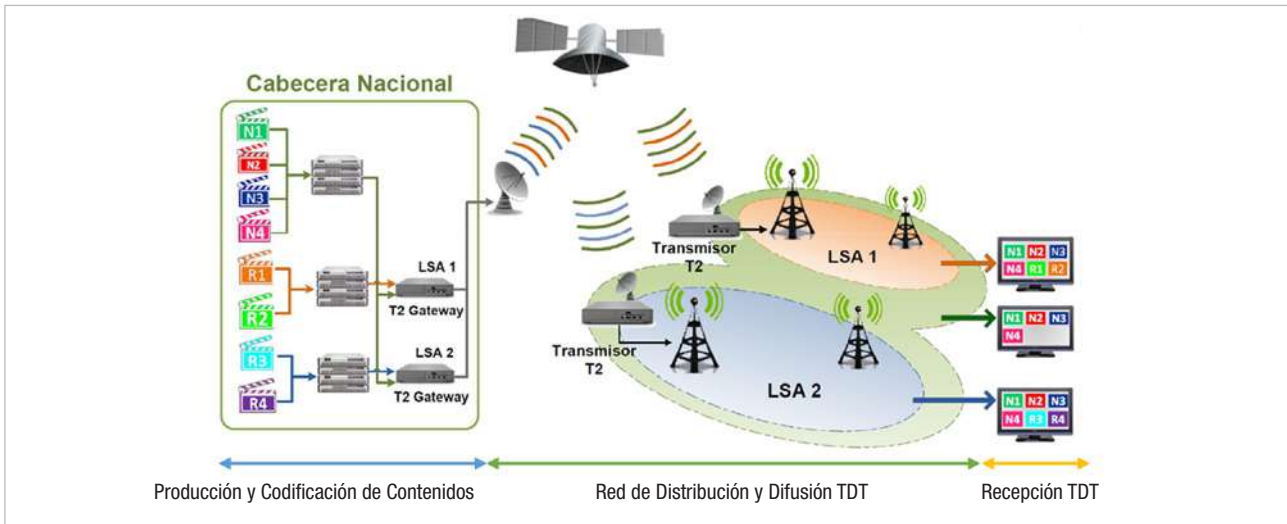 Cabecera Nacional
N1
N2
N3
N4
R1
R2
R3
R4
LSA 1
T2 Gateway
LSA 2
T2 Gateway
Transmisor
T2
LSA 1
Transmisor
T2
LSA 2
N1 N2 N3
N4 R1 R2
N1 N2 N3
N4
N1 N2 N3
N4 R3 R4
Producción y Codificación de Contenidos
Red de Distribución y Difusión TDT
Recepción TDT